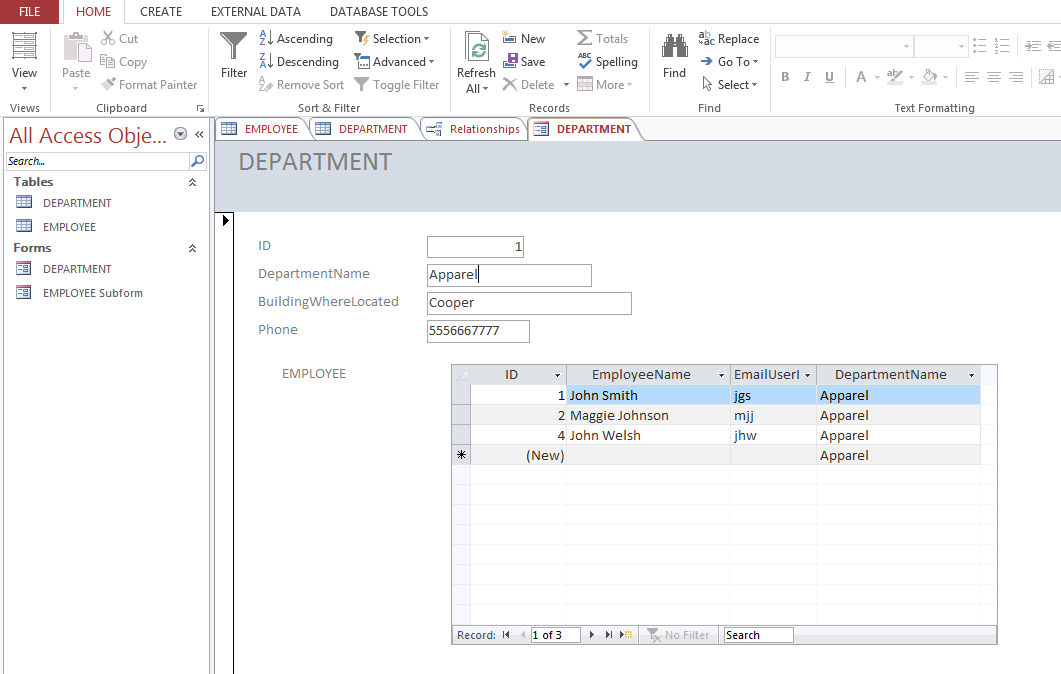 FILE HOME CREATE EXTERNAL DATA DATABASE TOOLS
View
Views
Paste
Cut
Copy
Format Painter
Clipboard
Filter
Ascending
Descending
Remove Sort
Selection
Advanced
Toggle Filter
Sort & Filter
Refresh
All
New
Save
Delete
Totals
Spelling
More
Records
Find
Replace
Go To
Select
Find
B I U A
Text Formatting
All Access Obje...
Search...
Tables
DEPARTMENT
EMPLOYEE
Forms
DEPARTMENT
EMPLOYEE Subform
EMPLOYEE DEPARTMENT Relationships DEPARTMENT
DEPARTMENT
ID 1
DepartmentName Apparel
BuildingWhereLocated Cooper
Phone 5556667777
EMPLOYEE
ID EmployeeName EmailUserI DepartmentName
1 John Smith jgs Apparel
2 Maggie Johnson mjj Apparel
4 John Welsh jhw Apparel
(New) Apparel
Record: 1 of 3 No Filter Search